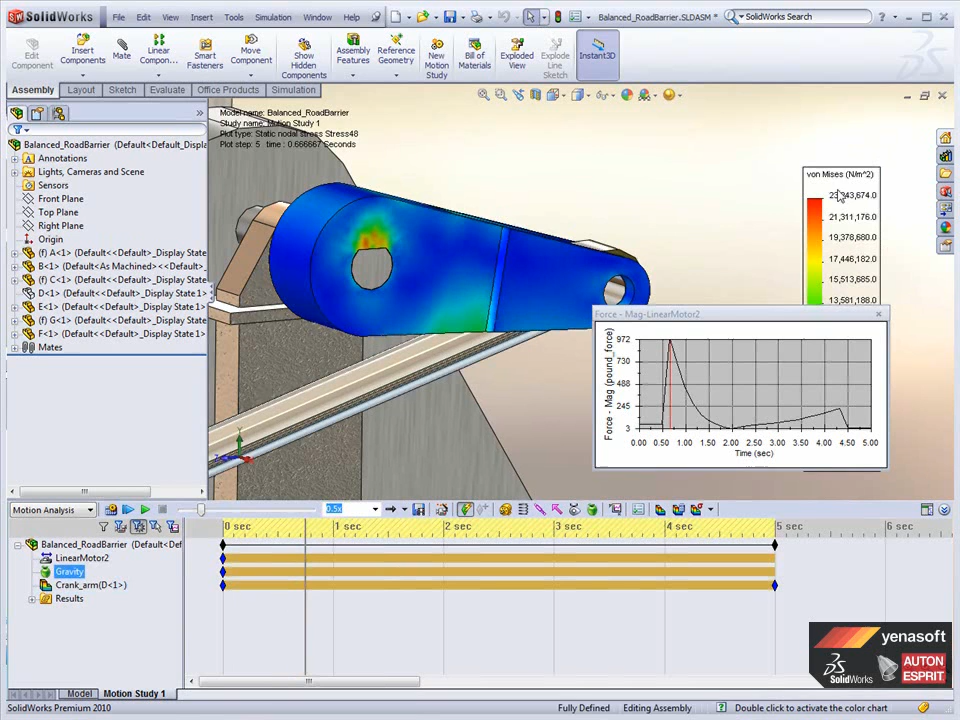 SolidWorks
File Edit View Insert Tools Simulation Window Help
Balanced_RoadBarrier.SLDASM *
SolidWorks Search
Edit Component
Insert Components
Mate
Linear Compon...
Smart Fasteners
Move Component
Show Hidden Components
Assembly Features
Reference Geometry
New Motion Study
Bill of Materials
Exploded View
Explode Line Sketch
Instant3D
Assembly Layout Sketch Evaluate Office Products Simulation
Model name: Balanced_RoadBarrier
Study name: Motion Study 1
Plot type: Static nodal stress Stress48
Plot step: 5 time : 0.666667 Seconds
Balanced_RoadBarrier (Default<Default_Displa
Annotations
Lights, Cameras and Scene
Sensors
Front Plane
Top Plane
Right Plane
Origin
(f) A<1> (Default<<Default>_Display State
B<1> (Default<As Machined><<Default>_
(f) C<1> (Default<<Default>_Display State
D<1> (Default<<Default>_Display State 1>
E<1> (Default<<Default>_Display State 1>
(f) G<1> (Default<<Default>_Display State
F<1> (Default<<Default>_Display State 1>
Mates
von Mises (N/m^2)
21,311,176.0
19,378,680.0
17,446,182.0
15,513,685.0
13,581,188.0
Force - Mag-LinearMotor2
Force - Mag (pound_force)
972
730
488
245
3
0.00 0.50 1.00 1.50 2.00 2.50 3.00 3.50 4.00 4.50 5.00
Time (sec)
Motion Analysis
0.5x
0 sec 1 sec 2 sec 3 sec 4 sec 5 sec 6 sec
Balanced_RoadBarrier (Default<Def
LinearMotor2
Gravity
Crank_arm(D<1>)
Results
yenasoft
SolidWorks
AUTON
ESPRIT
Model Motion Study 1
SolidWorks Premium 2010
Fully Defined
Editing Assembly
Double click to activate the color chart